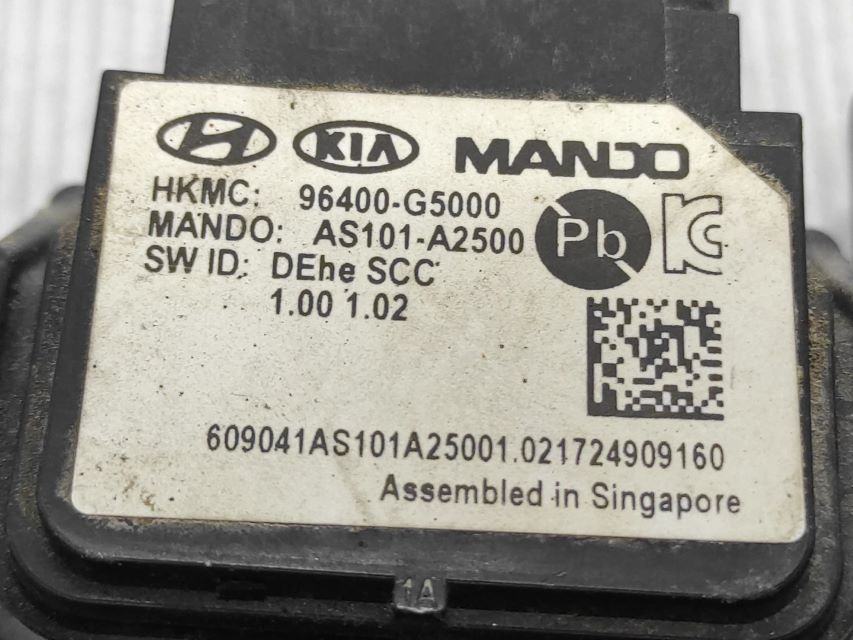 KIA MANDO
HKMC: 96400-G5000
MANDO: AS101-A2500
SW ID: DEhe SCC
1.00 1.02
Pb
609041AS101A25001.021724909160
Assembled in Singapore
1A